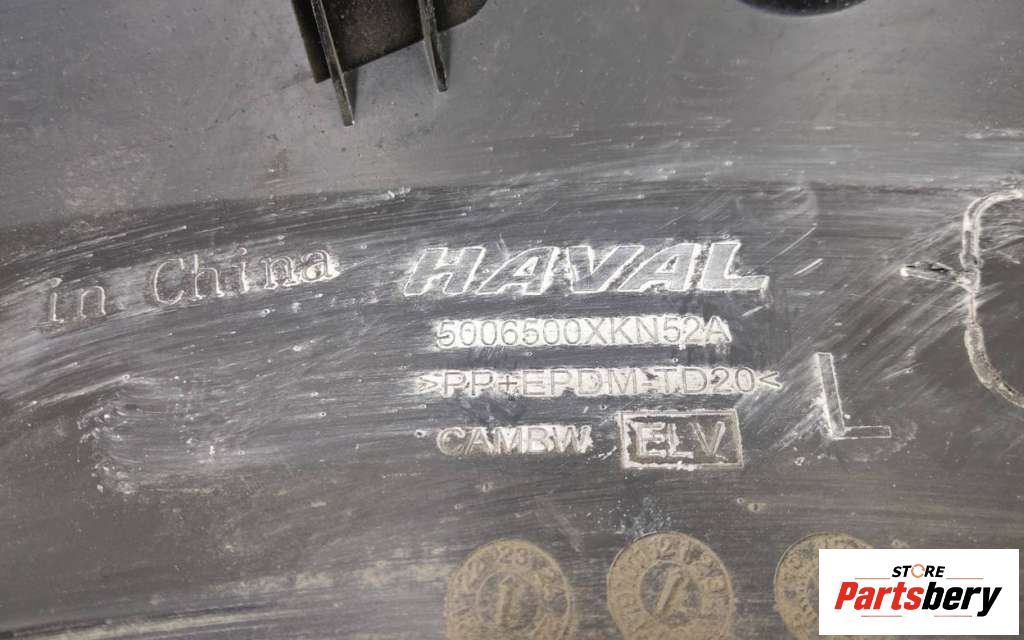 in China
HAVAL
5006500XKN52A
>PP+EPDM-TD20<
L
CAMBW ELV
STORE
Partsbery